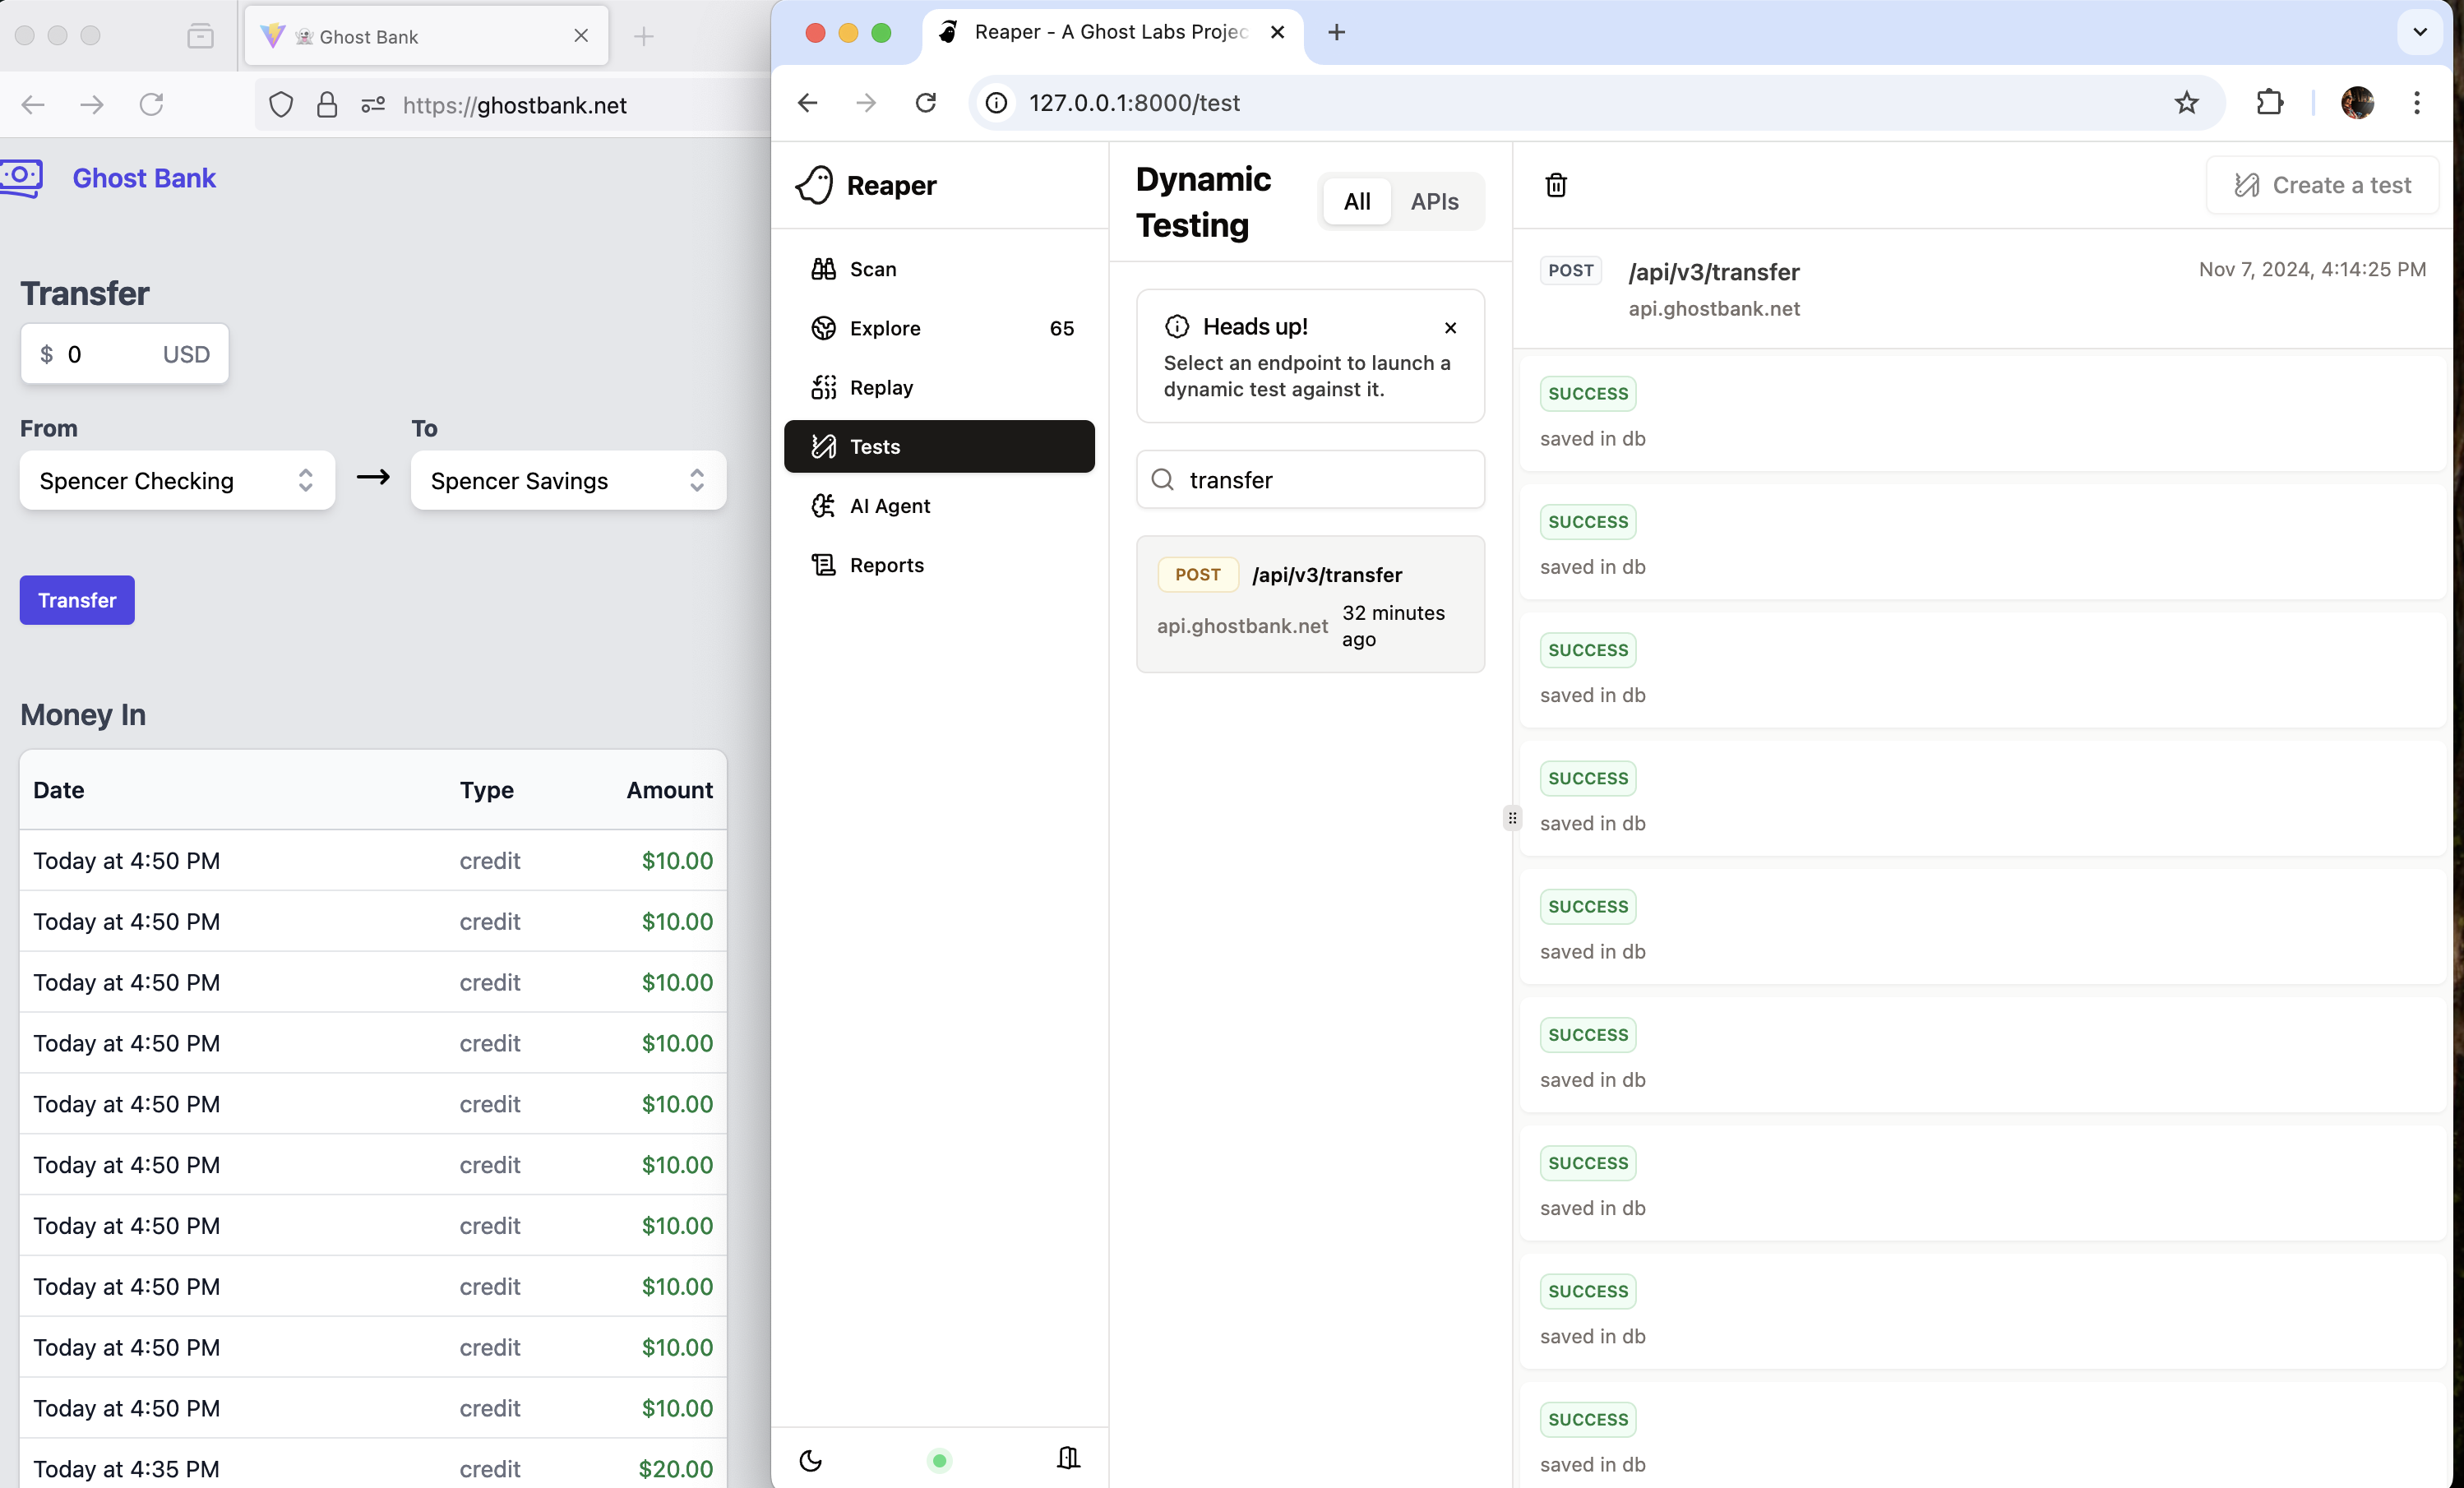 👻 Ghost Bank
https://ghostbank.net
Ghost Bank
Transfer
$ 0 USD
From
To
Spencer Checking
Spencer Savings
Transfer
Money In
Date Type Amount
Today at 4:50 PM credit $10.00
Today at 4:50 PM credit $10.00
Today at 4:50 PM credit $10.00
Today at 4:50 PM credit $10.00
Today at 4:50 PM credit $10.00
Today at 4:50 PM credit $10.00
Today at 4:50 PM credit $10.00
Today at 4:50 PM credit $10.00
Today at 4:50 PM credit $10.00
Today at 4:50 PM credit $10.00
Today at 4:35 PM credit $20.00
Reaper - A Ghost Labs Projec
127.0.0.1:8000/test
Reaper
Scan
Explore 65
Replay
Tests
AI Agent
Reports
Dynamic
Testing
All APIs
Heads up!
Select an endpoint to launch a
dynamic test against it.
transfer
POST /api/v3/transfer
api.ghostbank.net 32 minutes
ago
Create a test
POST /api/v3/transfer Nov 7, 2024, 4:14:25 PM
api.ghostbank.net
SUCCESS
saved in db
SUCCESS
saved in db
SUCCESS
saved in db
SUCCESS
saved in db
SUCCESS
saved in db
SUCCESS
saved in db
SUCCESS
saved in db
SUCCESS
saved in db
SUCCESS
saved in db